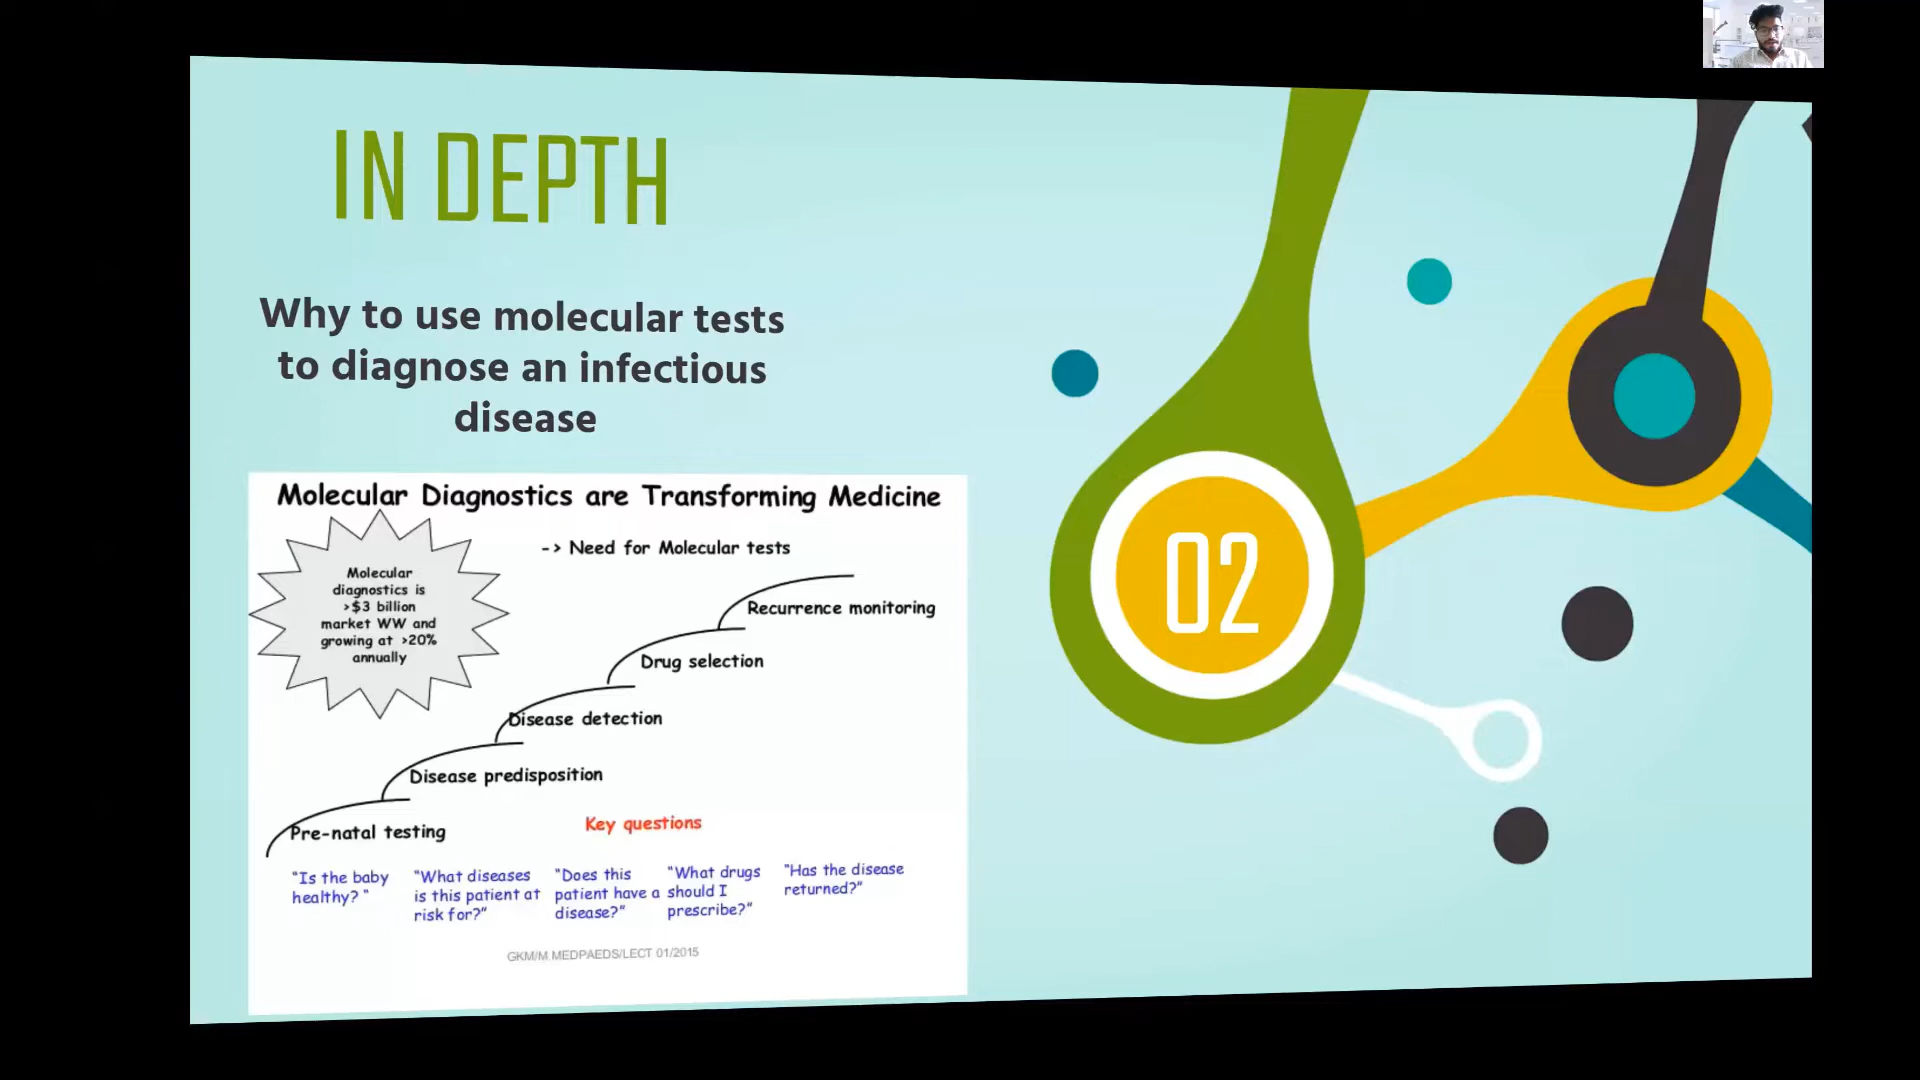 IN DEPTH
Why to use molecular tests
to diagnose an infectious
disease
Molecular Diagnostics are Transforming Medicine
-> Need for Molecular tests
Molecular
diagnostics is
>$3 billion
market WW and
growing at >20%
annually
Recurrence monitoring
Drug selection
Disease detection
Disease predisposition
Pre-natal testing
Key questions
"Is the baby
healthy? "
"What diseases
is this patient at
risk for?"
"Does this
patient have a
disease?"
"What drugs
should I
prescribe?"
"Has the disease
returned?"
GKM/M.MEDPAEDS/LECT 01/2015
02